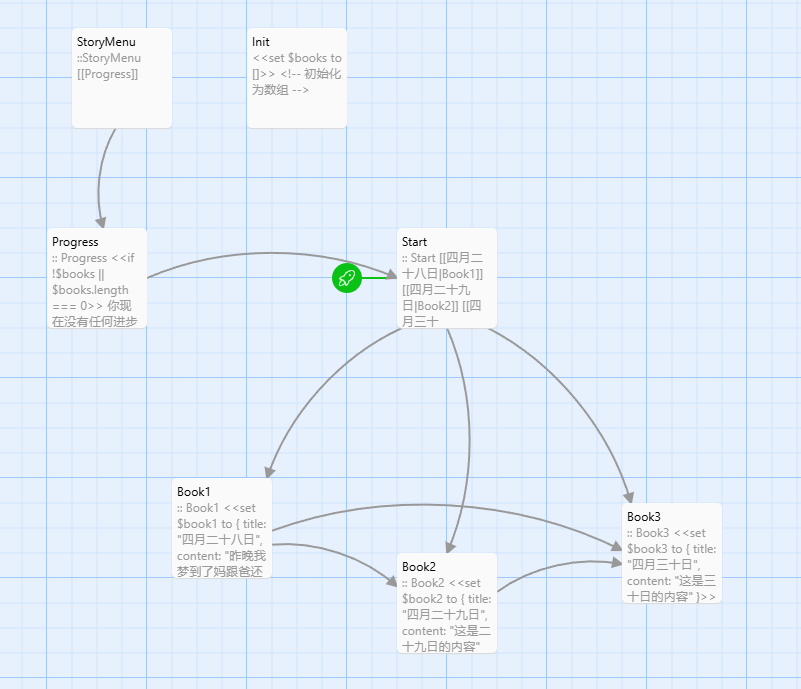 StoryMenu
::StoryMenu
[[Progress]]
Init
<<set $books to
[]>> <!-- 初始化
为数组 -->
Progress
:: Progress <<if
!$books ||
$books.length
=== 0>> 你现
在没有任何进步
Start
:: Start [[四月二
十八日|Book1]]
[[四月二十九
日|Book2]] [[四
月三十
Book1
:: Book1 <<set
$book1 to { title:
"四月二十八日",
content: "昨晚我
梦到了妈跟爸还
Book2
:: Book2 <<set
$book2 to { title:
"四月二十九日",
content: "这是二
十九日的内容"
Book3
:: Book3 <<set
$book3 to { title:
"四月三十日",
content: "这是三
十日的内容" }>>